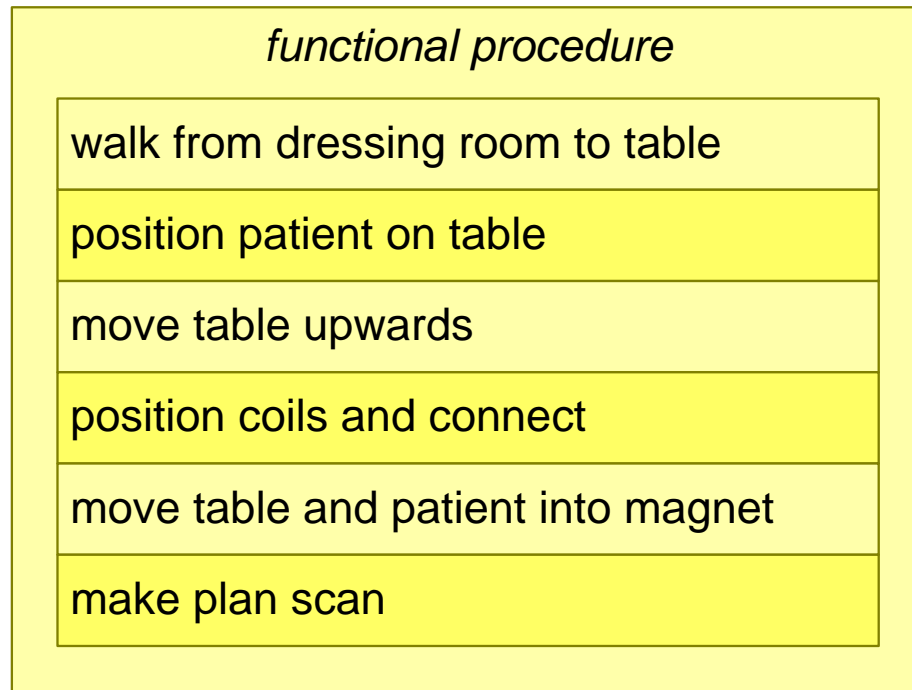 functional procedure
walk from dressing room to table
position patient on table
move table upwards
position coils and connect
move table and patient into magnet
make plan scan